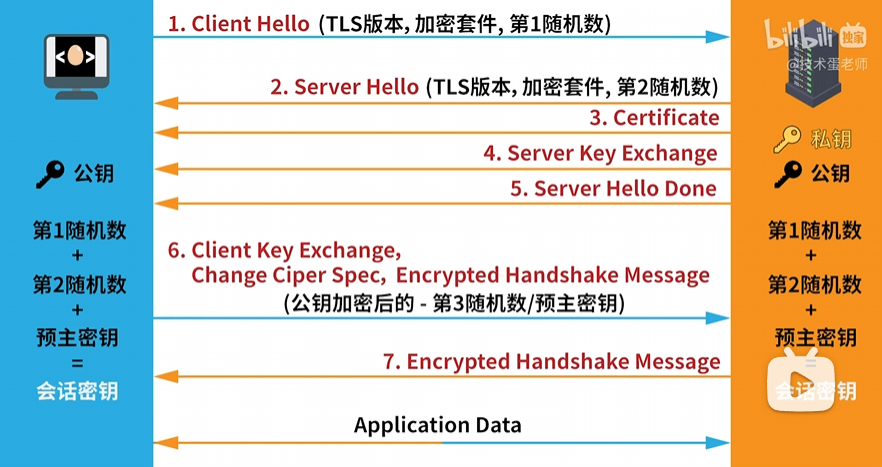 1. Client Hello (TLS版本, 加密套件, 第1随机数)
bilibili 独家
@技术蛋老师
2. Server Hello (TLS版本, 加密套件, 第2随机数)
3. Certificate
私钥
4. Server Key Exchange
公钥
公钥
5. Server Hello Done
第1随机数
+
第2随机数
+
预主密钥
=
会话密钥
6. Client Key Exchange,
Change Ciper Spec, Encrypted Handshake Message
(公钥加密后的 - 第3随机数/预主密钥)
7. Encrypted Handshake Message
Application Data
第1随机数
+
第2随机数
+
预主密钥
=
会话密钥